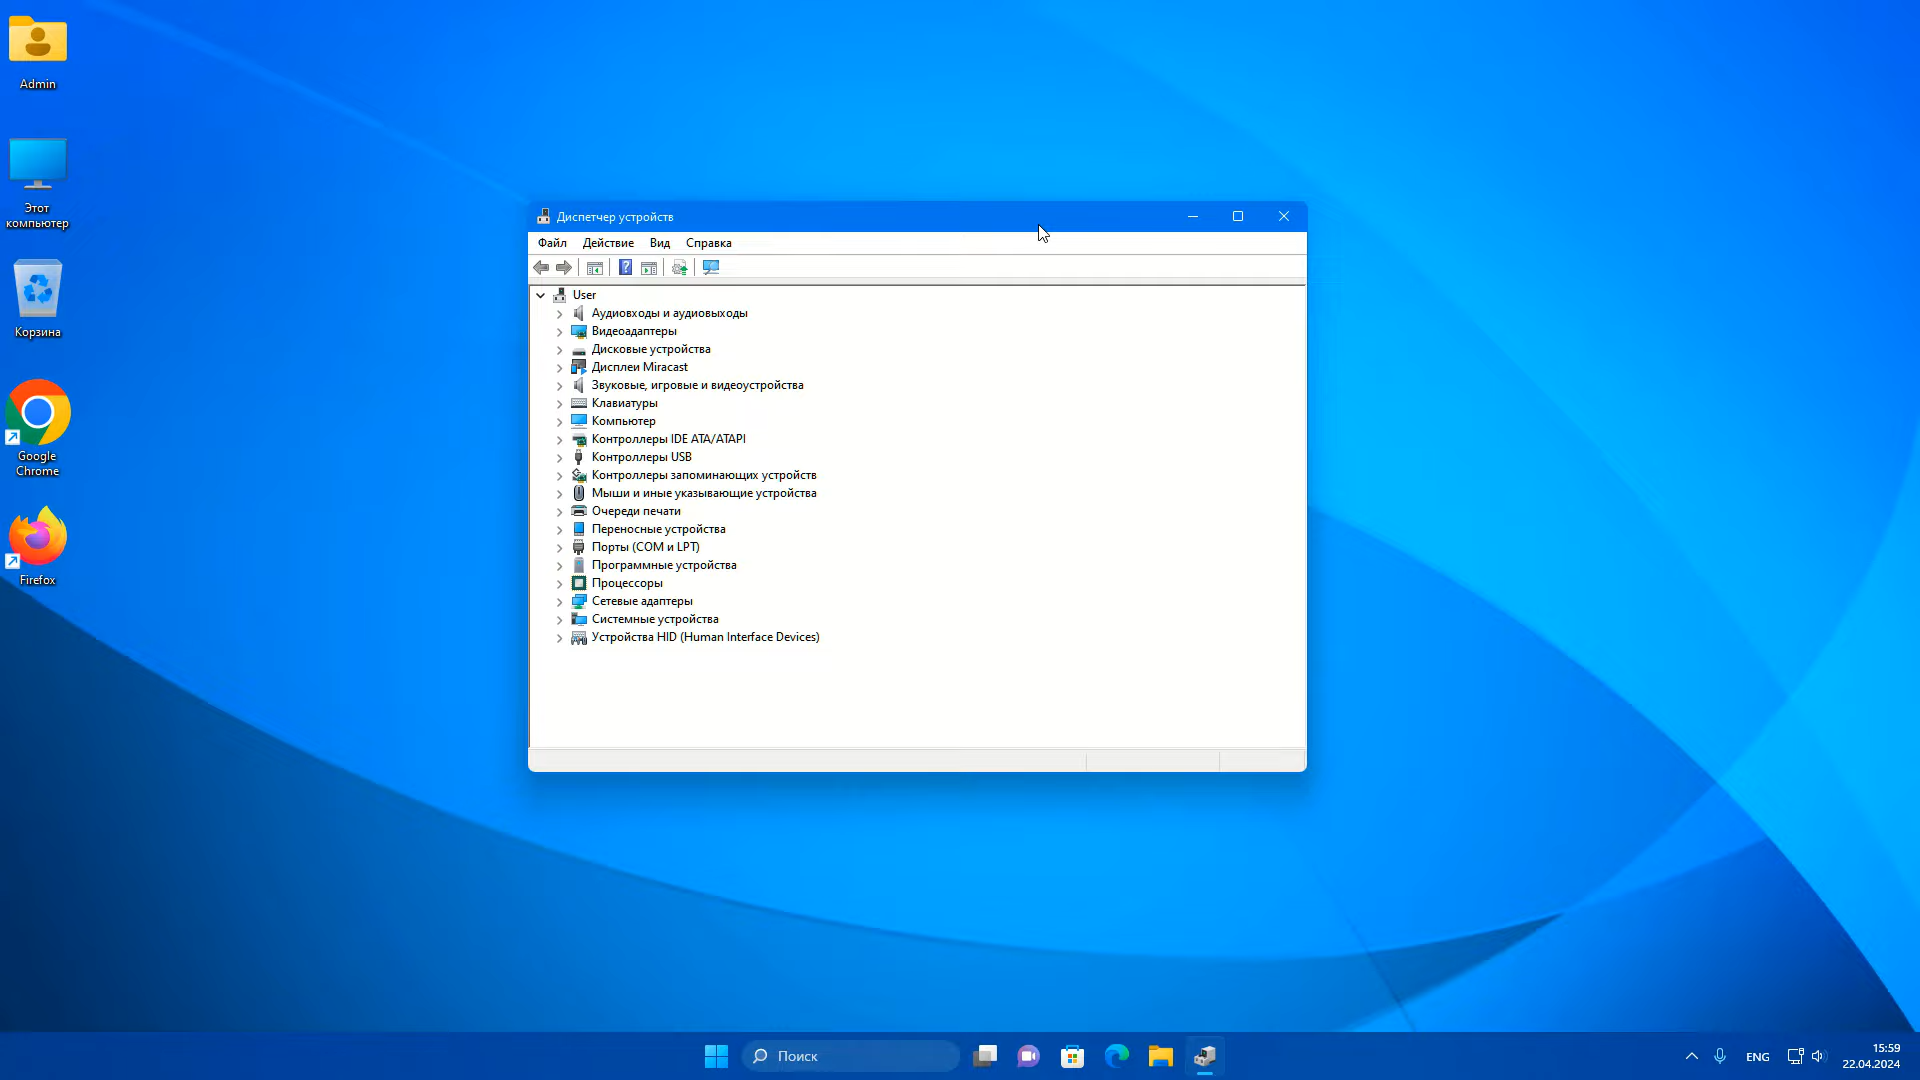 Admin
Этот
компьютер
Корзина
Google
Chrome
Firefox
Диспетчер устройств
Файл Действие Вид Справка
User
Аудиовходы и аудиовыходы
Видеоадаптеры
Дисковые устройства
Дисплеи Miracast
Звуковые, игровые и видеоустройства
Клавиатуры
Компьютер
Контроллеры IDE ATA/ATAPI
Контроллеры USB
Контроллеры запоминающих устройств
Мыши и иные указывающие устройства
Очереди печати
Переносные устройства
Порты (COM и LPT)
Программные устройства
Процессоры
Сетевые адаптеры
Системные устройства
Устройства HID (Human Interface Devices)
Поиск
ENG
15:59
22.04.2024